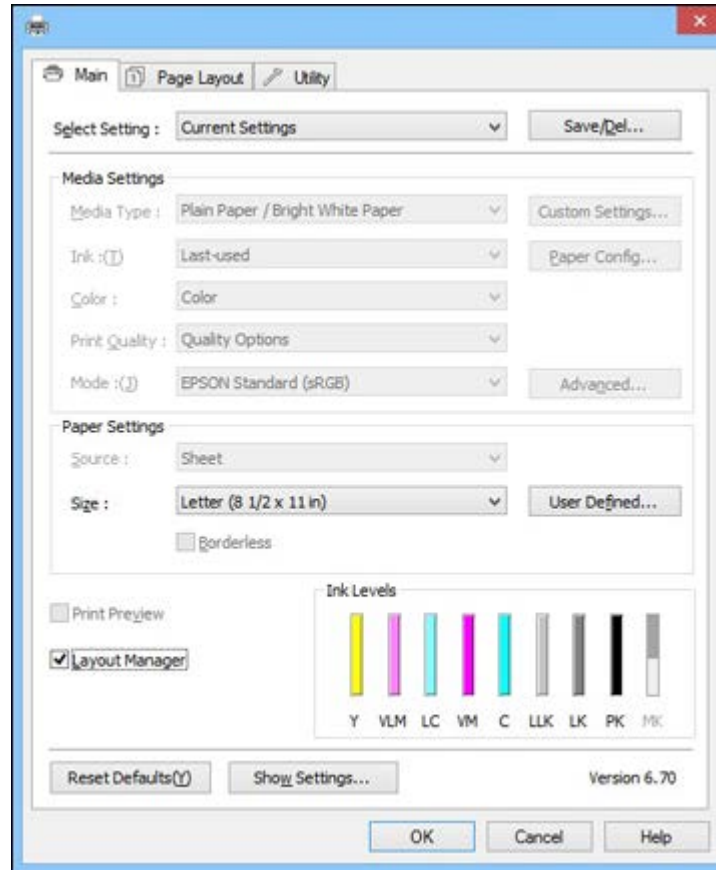 Main
Page Layout
Utility
Select Setting :
Current Settings
Save/Del...
Media Settings
Media Type :
Plain Paper / Bright White Paper
Custom Settings...
Ink :(T)
Last-used
Paper Config...
Color :
Color
Print Quality :
Quality Options
Mode :(J)
EPSON Standard (sRGB)
Advanced...
Paper Settings
Source :
Sheet
Size :
Letter (8 1/2 x 11 in)
User Defined...
Borderless
Print Preview
Layout Manager
Ink Levels
Y VLM LC VM C LLK LK PK MK
Reset Defaults(Y)
Show Settings...
Version 6.70
OK
Cancel
Help